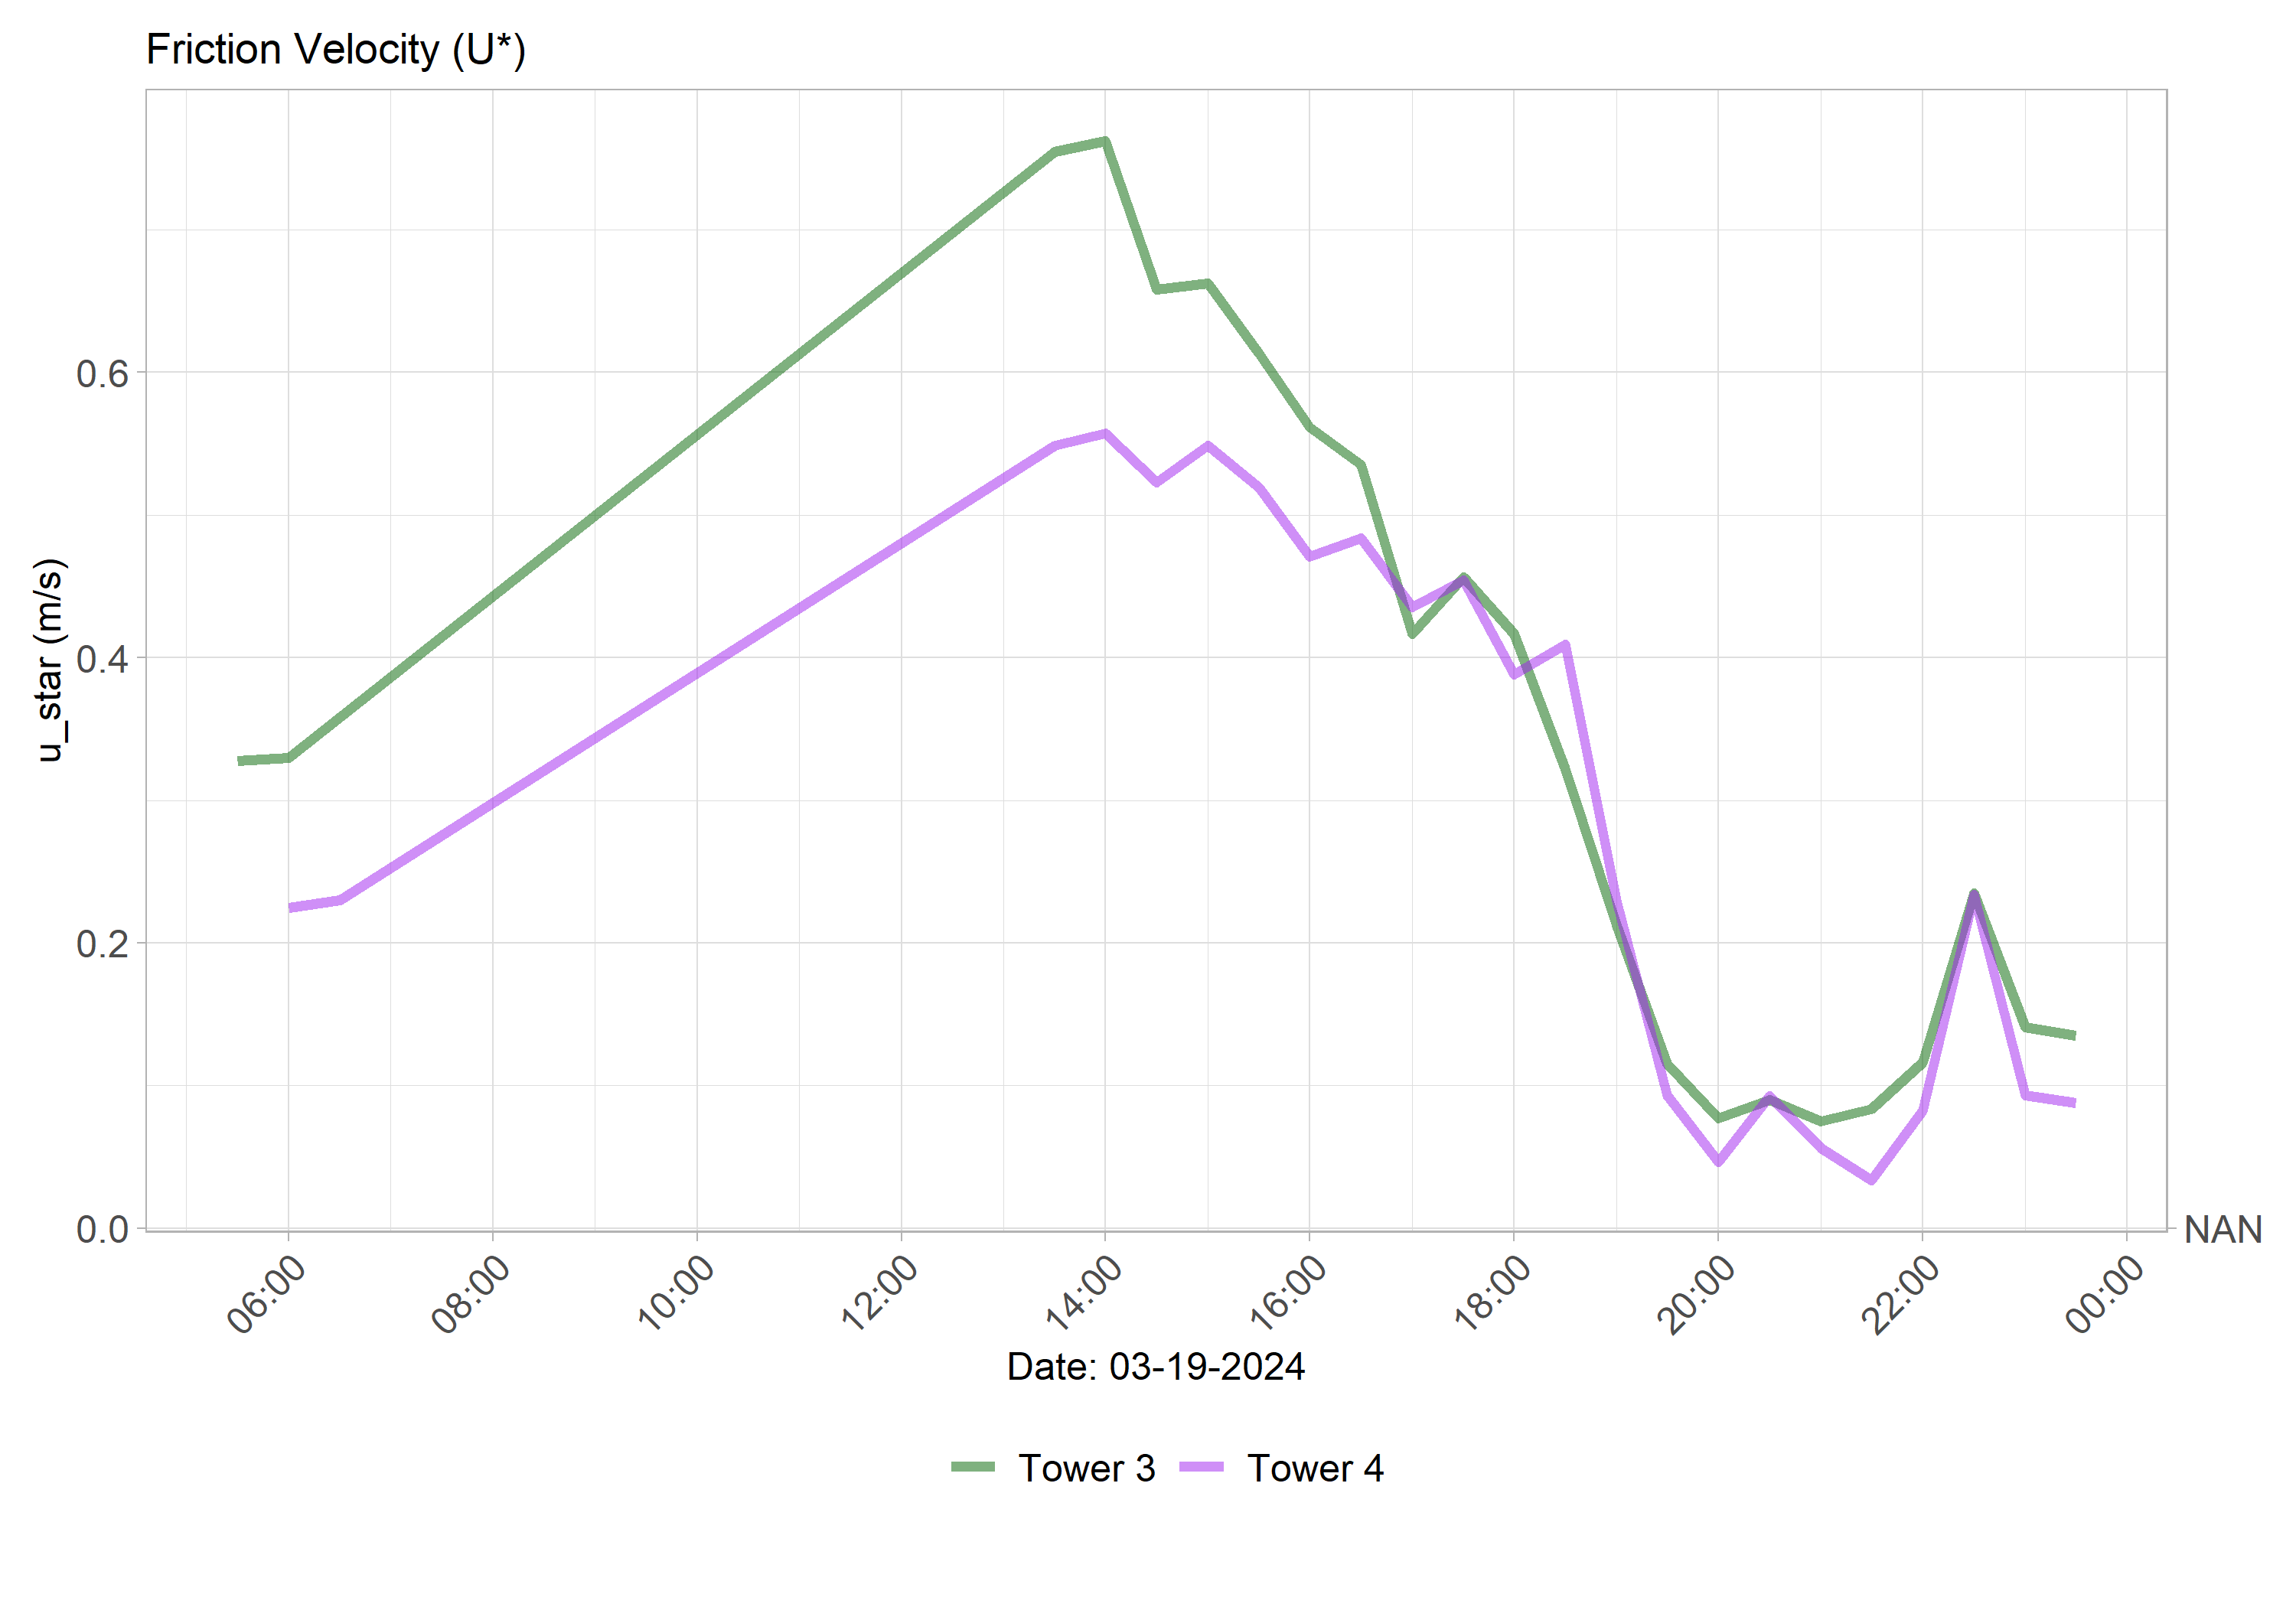 Friction Velocity (U*)
u_star (m/s)
0.6
0.4
0.2
0.0
NAN
06:00 08:00 10:00 12:00 14:00 16:00 18:00 20:00 22:00 00:00
Date: 03-19-2024
Tower 3 Tower 4